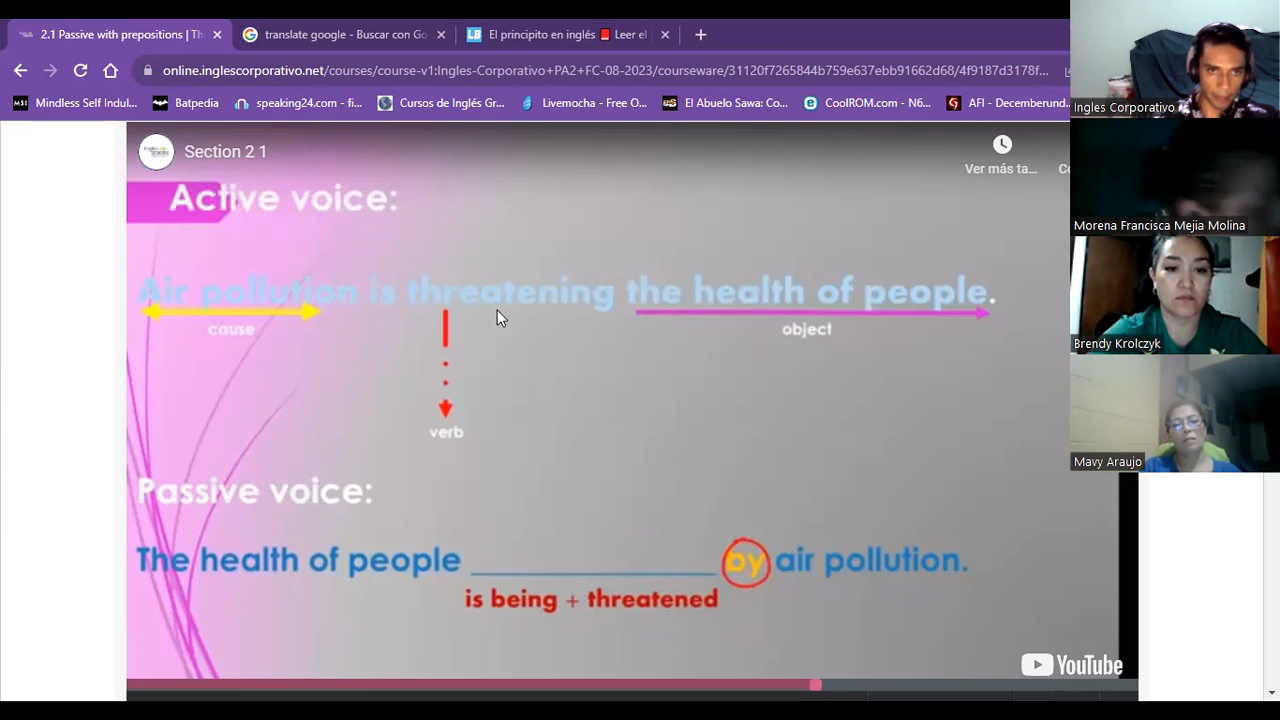 2.1 Passive with prepositions | Th
translate google - Buscar con Go
El principito en inglés 📕 Leer el
online.inglescorporativo.net/courses/course-v1:Ingles-Corporativo+PA2+FC-08-2023/courseware/31120f7265844b759e637ebb91662d68/4f9187d3178f...
Mindless Self Indul...
Batpedia
speaking24.com - fi...
Cursos de Inglés Gr...
Livemocha - Free O...
El Abuelo Sawa: Co...
CoolROM.com - N6...
AFI - Decemberund...
Section 2 1
Ver más ta...
Co
Active voice:
Air pollution is threatening the health of people.
cause
object
verb
Passive voice:
The health of people ____________ by air pollution.
is being + threatened
YouTube
Ingles Corporativo
Morena Francisca Mejia Molina
Brendy Krolczyk
Mavy Araujo